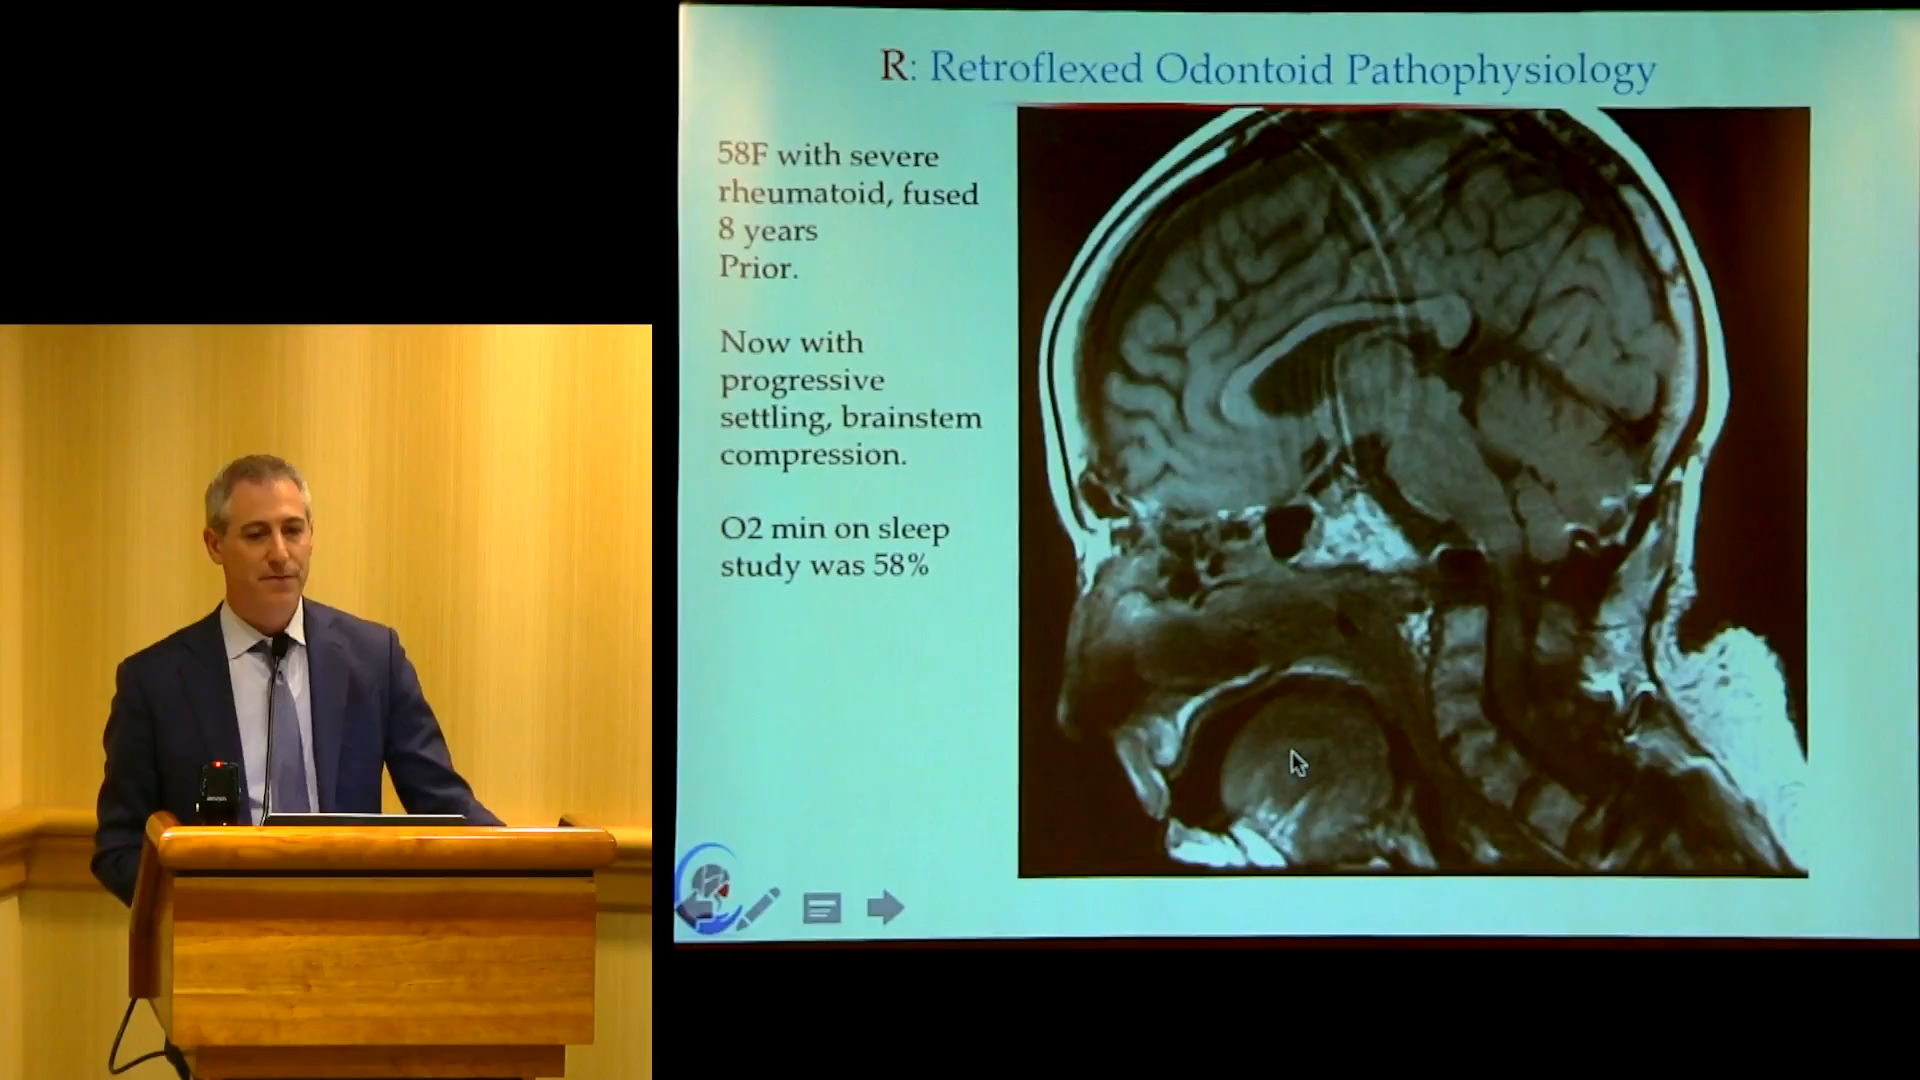 R: Retroflexed Odontoid Pathophysiology
58F with severe
rheumatoid, fused
8 years
Prior.
Now with
progressive
settling, brainstem
compression.
O2 min on sleep
study was 58%